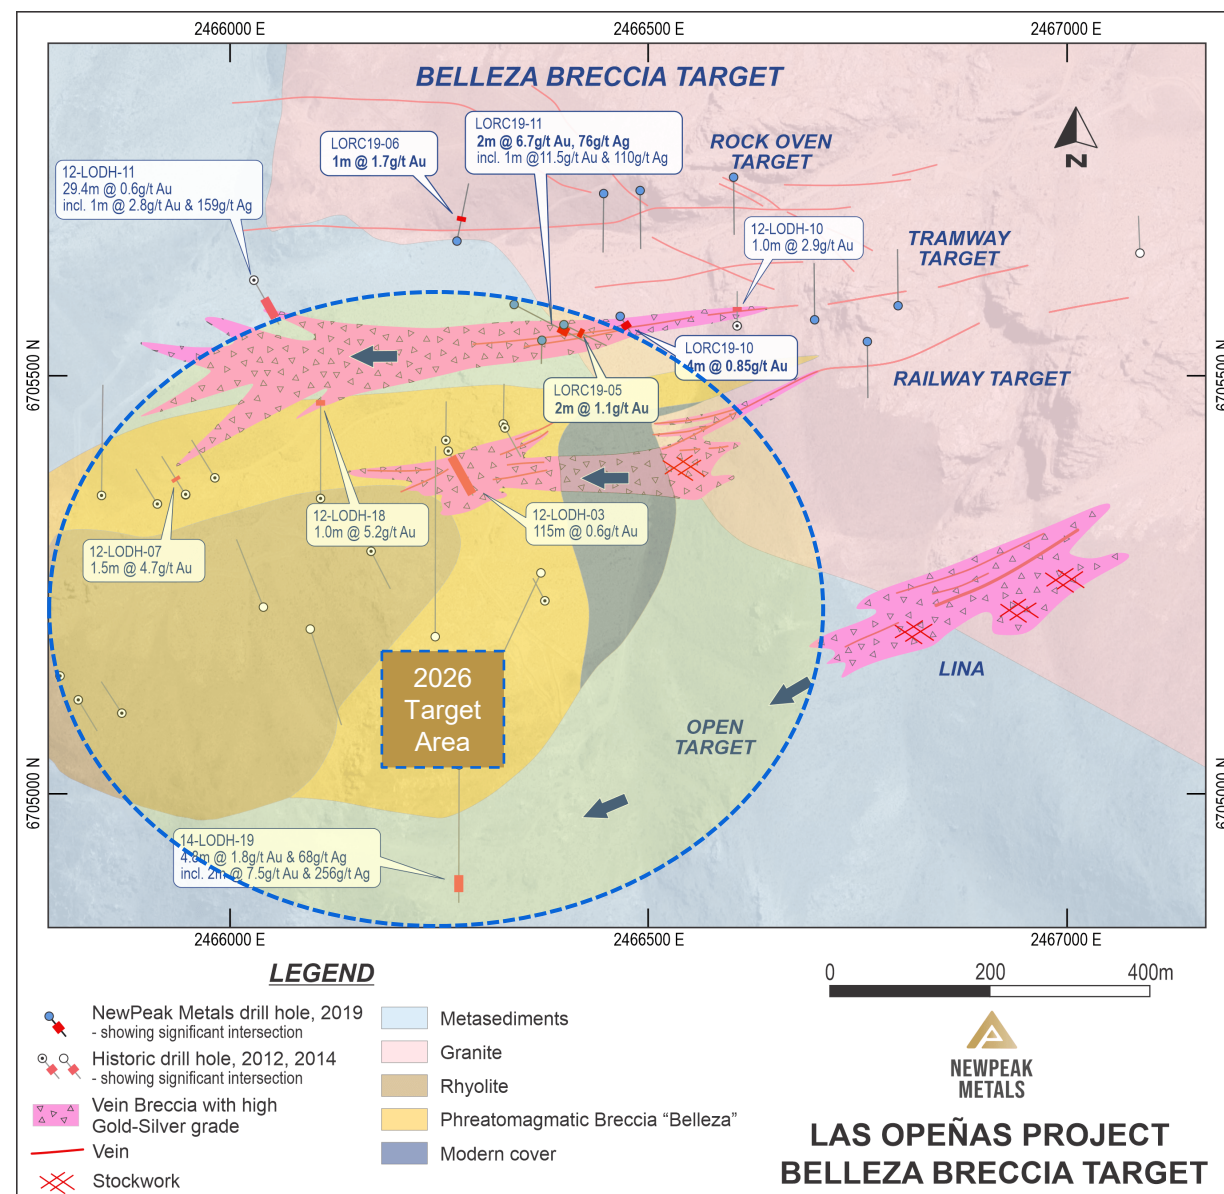 2466000 E
2466500 E
2467000 E
BELLEZA BRECCIA TARGET
LORC19-11
2m @ 6.7g/t Au, 76g/t Ag
incl. 1m @11.5g/t Au & 110g/t Ag
LORC19-06
1m @ 1.7g/t Au
ROCK OVEN
TARGET
N
12-LODH-11
29.4m @ 0.6g/t Au
incl. 1m @ 2.8g/t Au & 159g/t Ag
12-LODH-10
1.0m @ 2.9g/t Au
TRAMWAY
TARGET
LORC19-10
4m @ 0.85g/t Au
6705500 N
6705500 N
RAILWAY TARGET
LORC19-05
2m @ 1.1g/t Au
12-LODH-18
1.0m @ 5.2g/t Au
12-LODH-03
115m @ 0.6g/t Au
12-LODH-07
1.5m @ 4.7g/t Au
LINA
2026
Target
Area
OPEN
TARGET
6705000 N
6705000 N
14-LODH-19
4.8m @ 1.8g/t Au & 68g/t Ag
incl. 2m @ 7.5g/t Au & 256g/t Ag
2466000 E
2466500 E
2467000 E
LEGEND
NewPeak Metals drill hole, 2019
- showing significant intersection
Historic drill hole, 2012, 2014
- showing significant intersection
Vein Breccia with high
Gold-Silver grade
Vein
Stockwork
Metasediments
Granite
Rhyolite
Phreatomagmatic Breccia “Belleza”
Modern cover
0 200 400m
NEWPEAK
METALS
LAS OPEÑAS PROJECT
BELLEZA BRECCIA TARGET